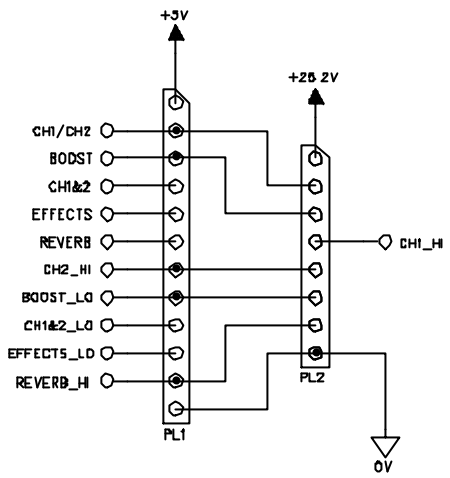 +5V
+26.2V
CH1/CH2
BOOST
CH1&2
EFFECTS
REVERB
CH1_HI
CH2_HI
BOOST_LO
CH1&2_LO
EFFECTS_LO
REVERB_HI
PL2
PL1
0V